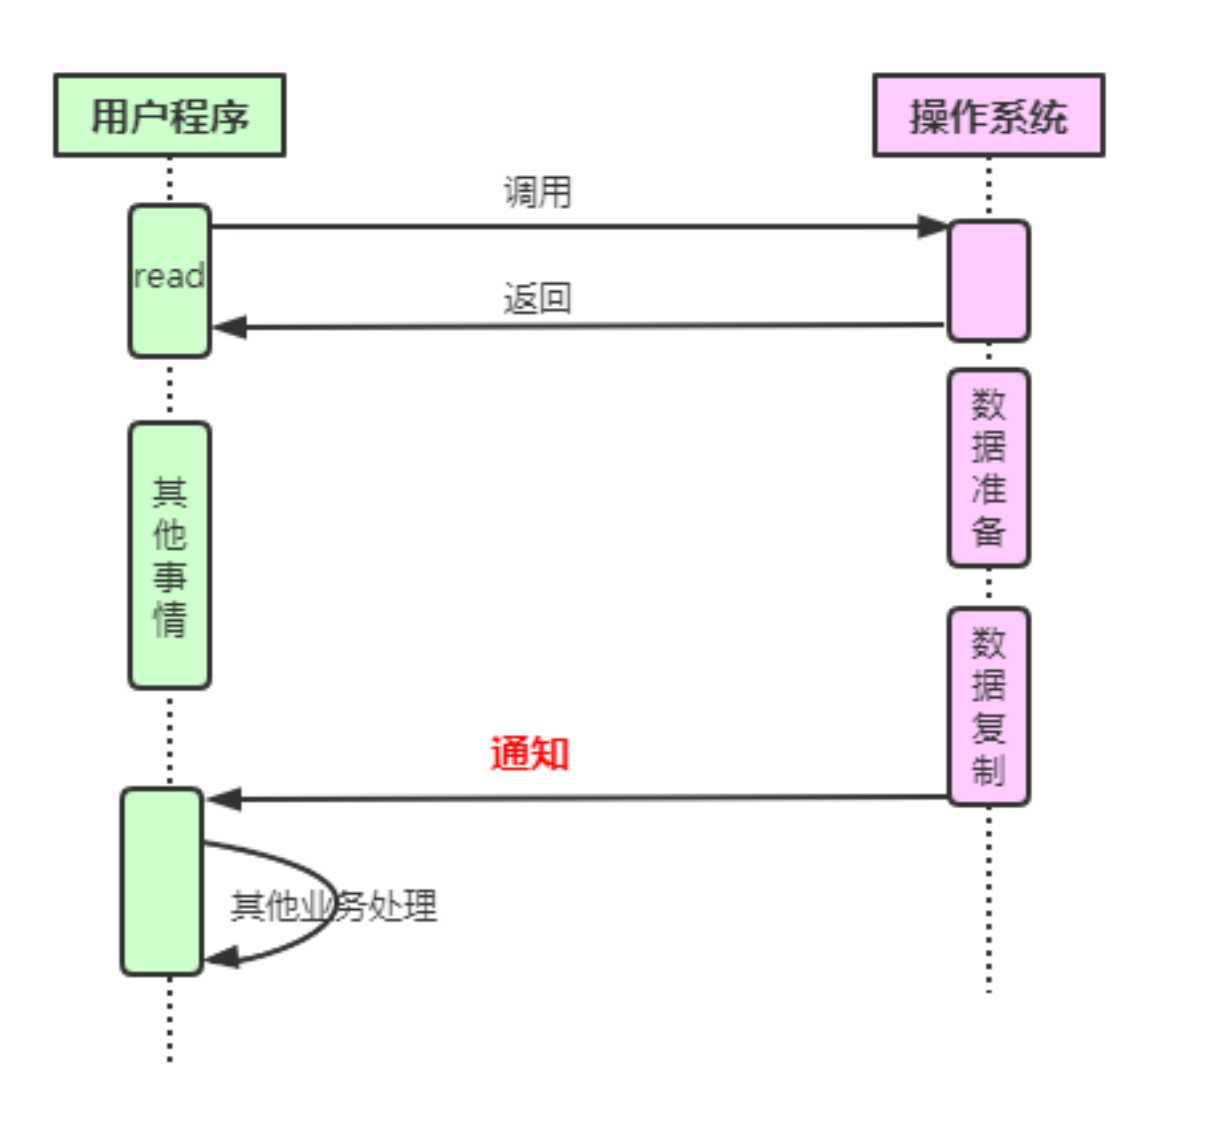 用户程序
操作系统
调用
read
返回
数据准备
其他事情
数据复制
通知
其他业务处理